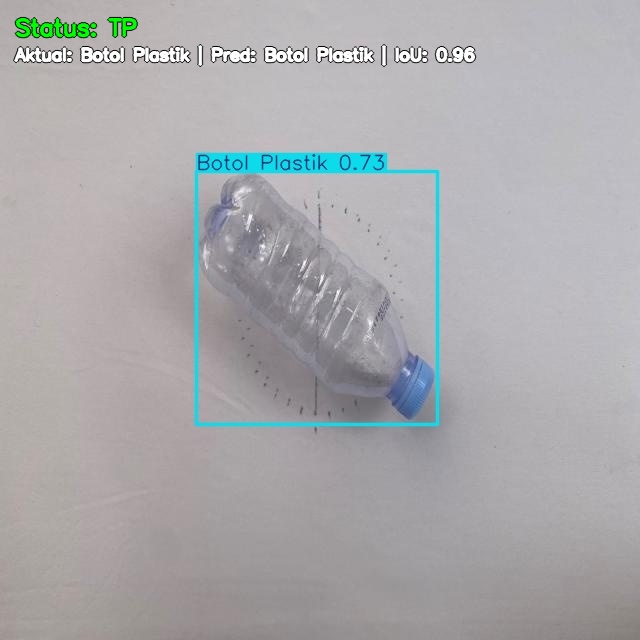 Status: TP
Aktual: Botol Plastik | Pred: Botol Plastik | IoU: 0.96
Botol Plastik 0.73